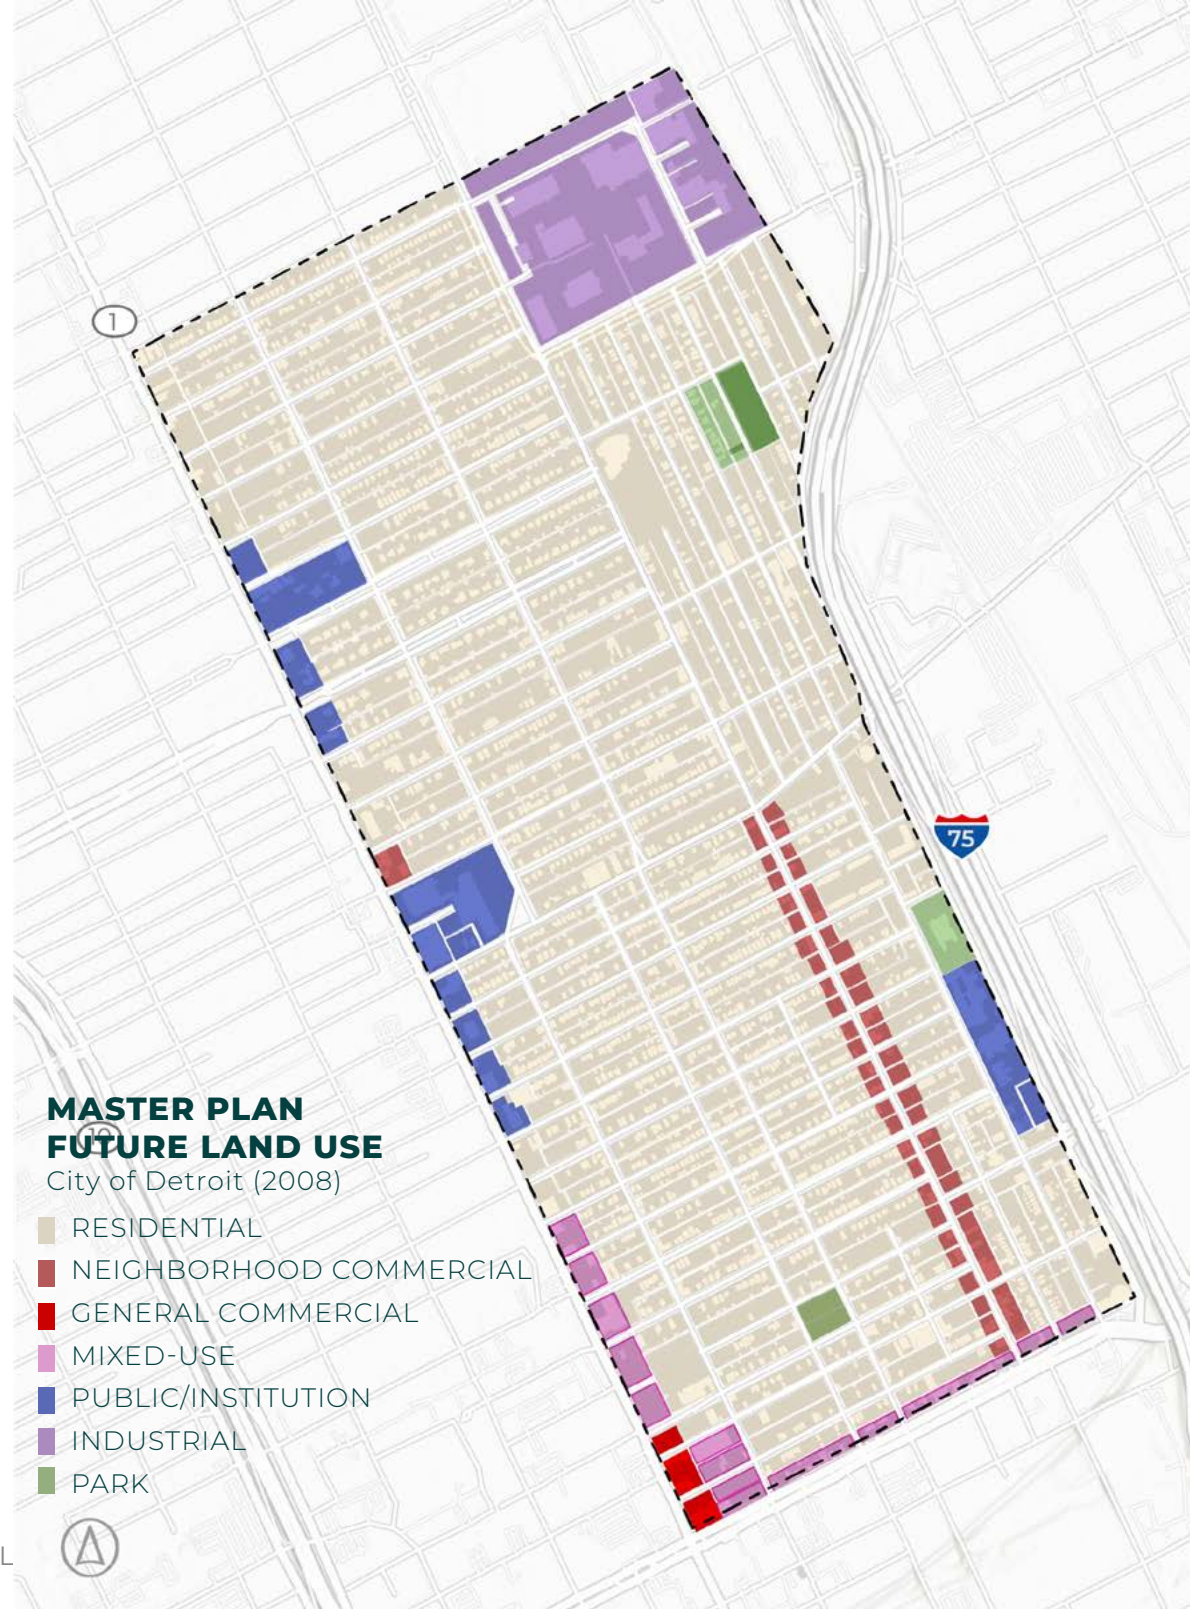 1
75
MASTER PLAN
10
FUTURE LAND USE
City of Detroit (2008)
RESIDENTIAL
NEIGHBORHOOD COMMERCIAL
GENERAL COMMERCIAL
MIXED-USE
PUBLIC/INSTITUTION
INDUSTRIAL
PARK
L